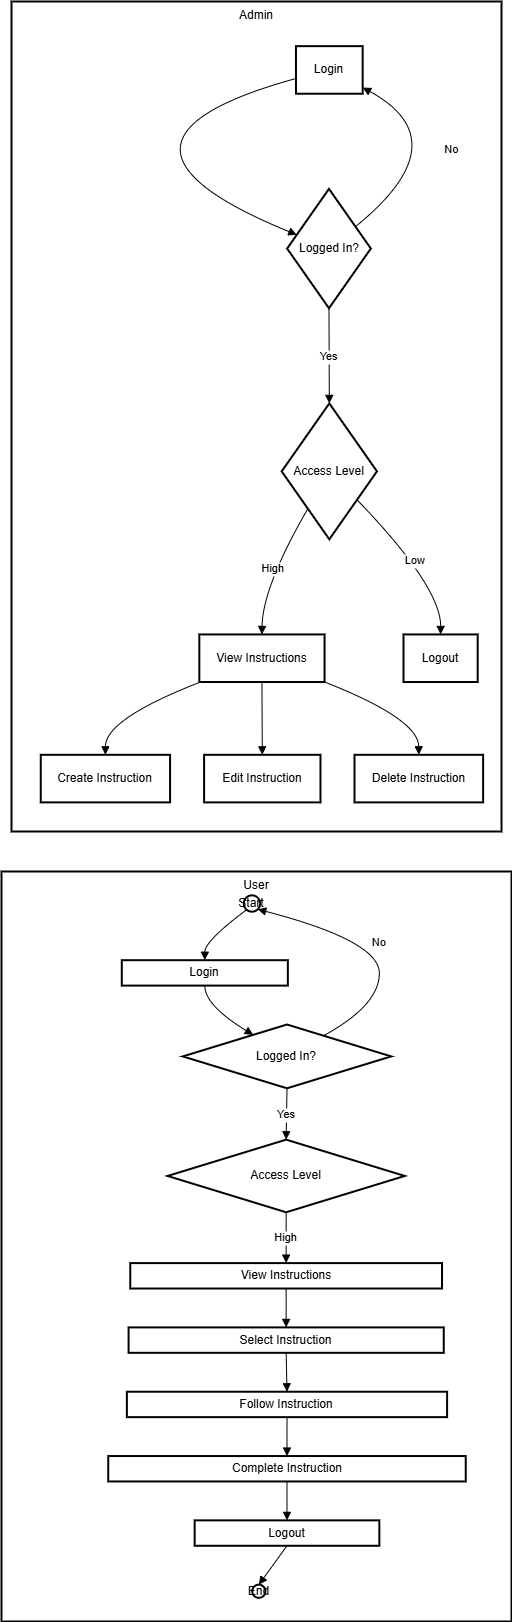 Admin
Login
No
Logged In?
Yes
Access Level
High
Low
View Instructions
Logout
Create Instruction
Edit Instruction
Delete Instruction
User
Start
No
Login
Logged In?
Yes
Access Level
High
View Instructions
Select Instruction
Follow Instruction
Complete Instruction
Logout
End